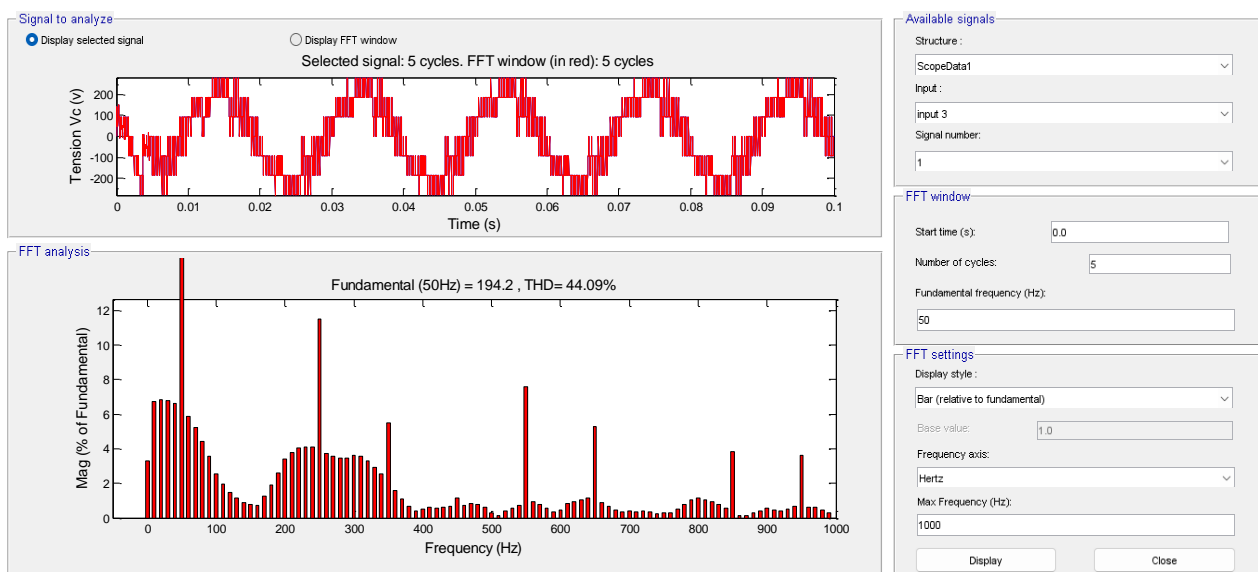 Signal to analyze
Display selected signal
Display FFT window
Selected signal: 5 cycles. FFT window (in red): 5 cycles
Tension Vc (v)
200
100
0
-100
-200
0
0.01
0.02
0.03
0.04
0.05
0.06
0.07
0.08
0.09
0.1
Time (s)
FFT analysis
Fundamental (50Hz) = 194.2 , THD= 44.09%
Mag (% of Fundamental)
12
10
8
6
4
2
0
0
100
200
300
400
500
600
700
800
900
1000
Frequency (Hz)
Available signals
Structure :
ScopeData1
Input :
input 3
Signal number:
1
FFT window
Start time (s):
0.0
Number of cycles:
5
Fundamental frequency (Hz):
50
FFT settings
Display style :
Bar (relative to fundamental)
Base value:
1.0
Frequency axis:
Hertz
Max Frequency (Hz):
1000
Display
Close